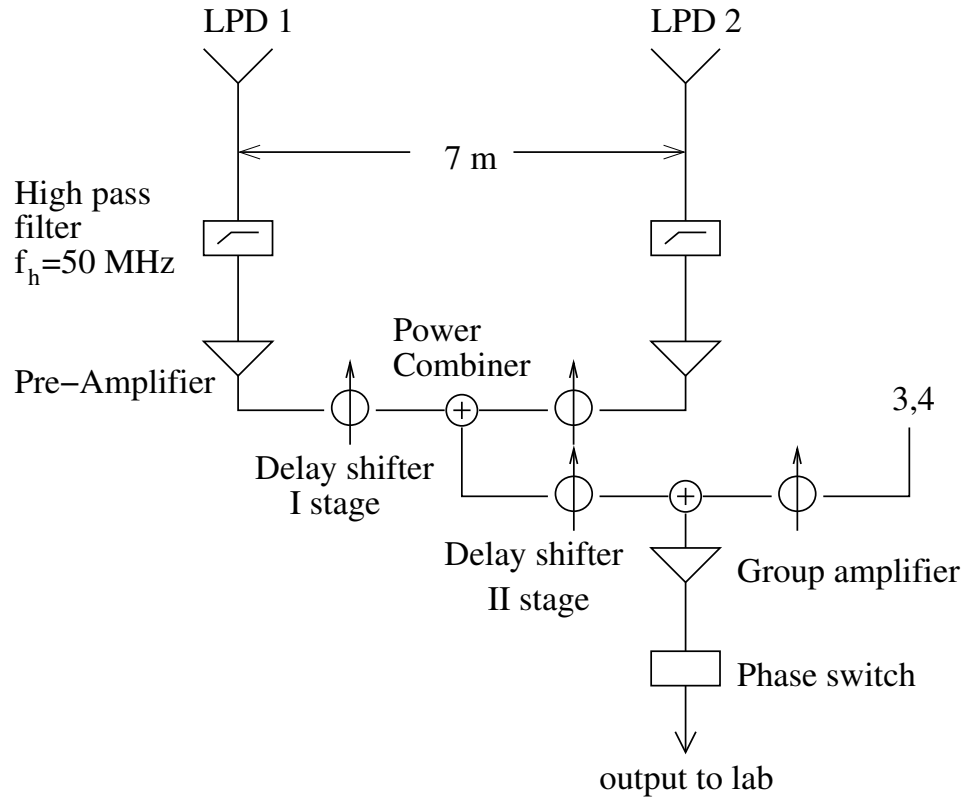 LPD 1
LPD 2
7 m
High pass
filter
f_h=50 MHz
Power
Combiner
Pre−Amplifier
3,4
+
+
Delay shifter
I stage
Delay shifter
II stage
Group amplifier
Phase switch
output to lab